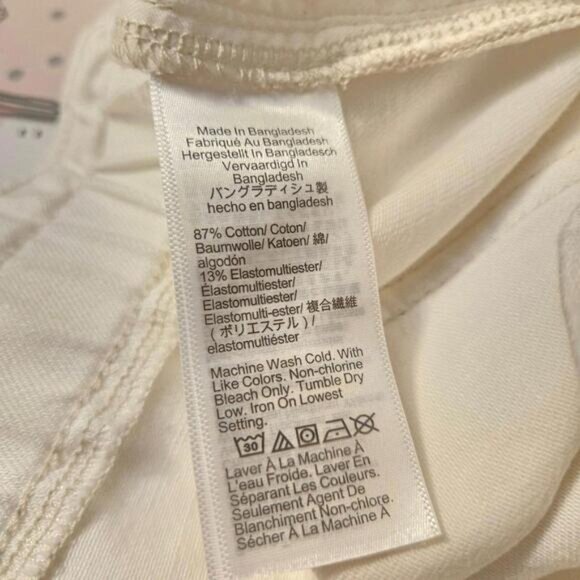 Made In Bangladesh
Fabriqué Au Bangladesh
Hergestellt In Bangladesch
Vervaardigd In
Bangladesh
バングラディシュ製
hecho en bangladesh
87% Cotton/ Coton/
Baumwolle/ Katoen/ 綿/
algodón
13% Elastomultiester/
Élastomultiester/
Elastomultiester/
Elastomulti-ester/ 複合繊維
(ポリエステル)/
elastomultiéster
Machine Wash Cold. With
Like Colors. Non-chlorine
Bleach Only. Tumble Dry
Low. Iron On Lowest
Setting.
30
Laver À La Machine À
L'eau Froide. Laver En
Séparant Les Couleurs.
Seulement Agent De
Blanchiment Non-chlore.
Sécher À La Machine À